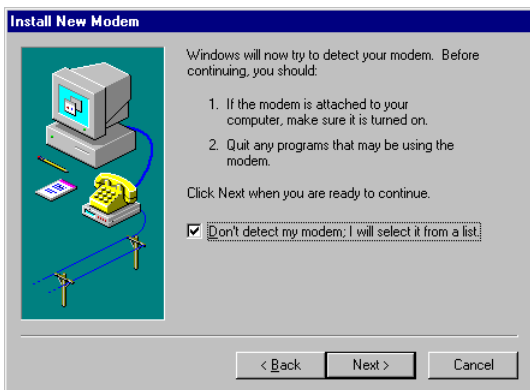 Install New Modem
Windows will now try to detect your modem. Before
continuing, you should:
1. If the modem is attached to your
computer, make sure it is turned on.
2. Quit any programs that may be using the
modem.
Click Next when you are ready to continue.
Don't detect my modem; I will select it from a list.
< Back
Next >
Cancel